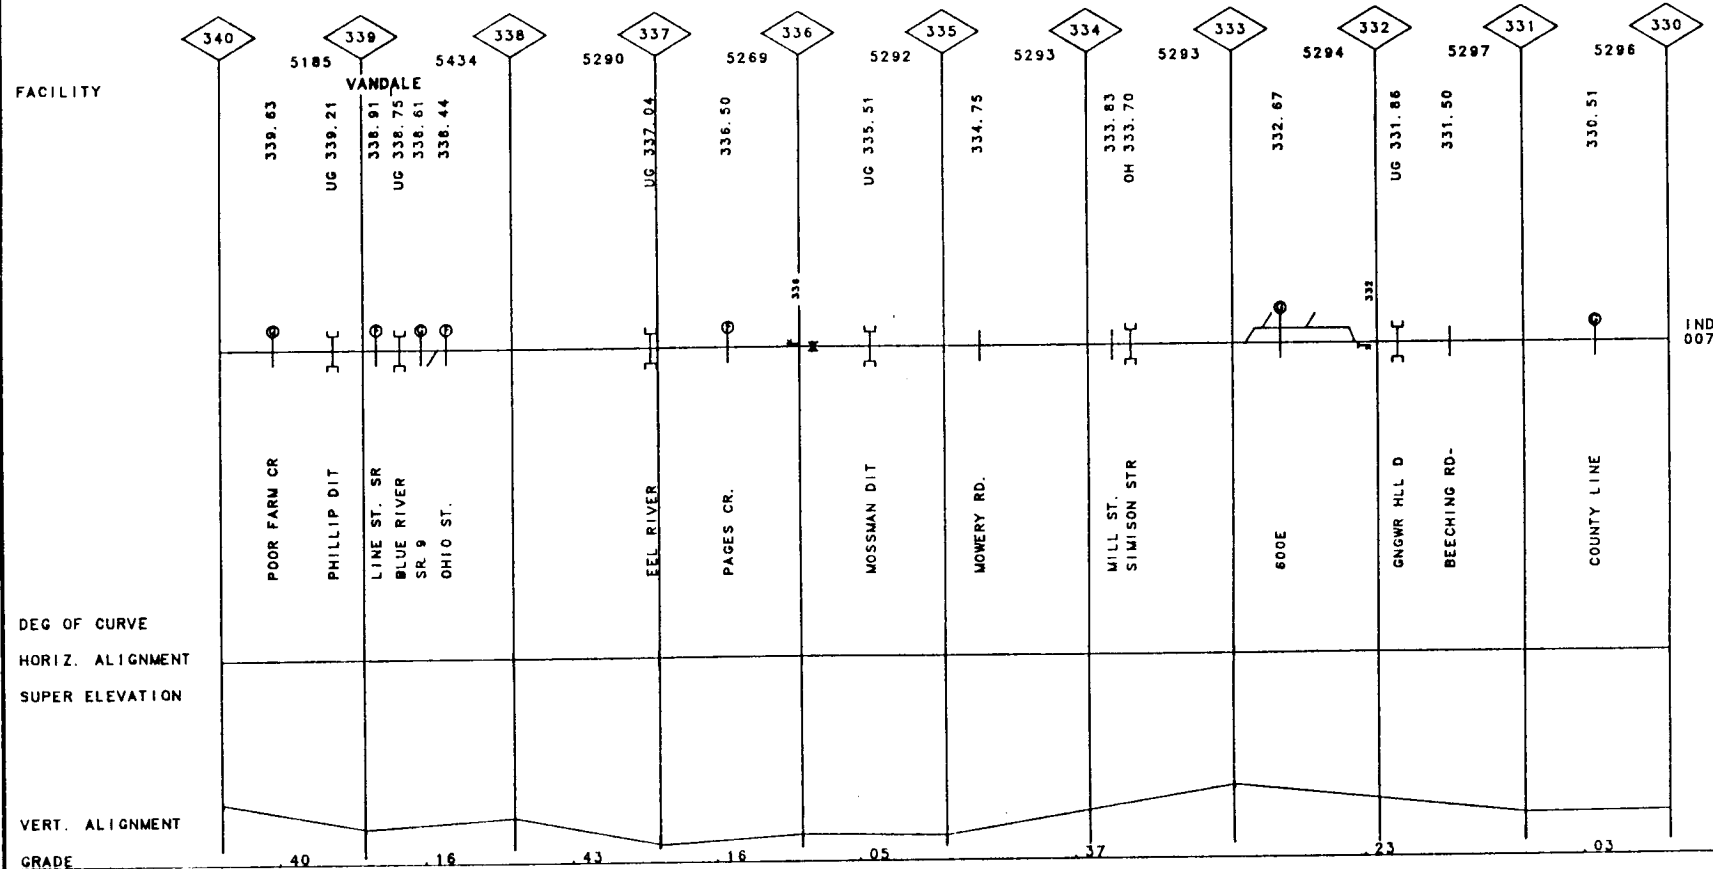 340 339 338 337 336 335 334 333 332 331 330
5185 5434 5290 5269 5292 5293 5293 5294 5297 5296
FACILITY
VANDALE
339.63
UG 339.21
338.91
UG 338.75
338.61
338.44
UG 337.04
336.50
UG 335.51
334.75
333.83
OH 333.70
332.67
UG 331.86
331.50
330.51
336
332
IND
007
POOR FARM CR
PHILLIP DIT
LINE ST. SR
BLUE RIVER
SR 9
OHIO ST.
EEL RIVER
PAGES CR.
MOSSMAN DIT
MOWERY RD.
MILL ST.
SIMISON STR
600E
GNGWR HLL D
BEECHING RD-
COUNTY LINE
DEG OF CURVE
HORIZ. ALIGNMENT
SUPER ELEVATION
VERT. ALIGNMENT
GRADE .40 .16 .43 .16 .05 .37 .23 .03